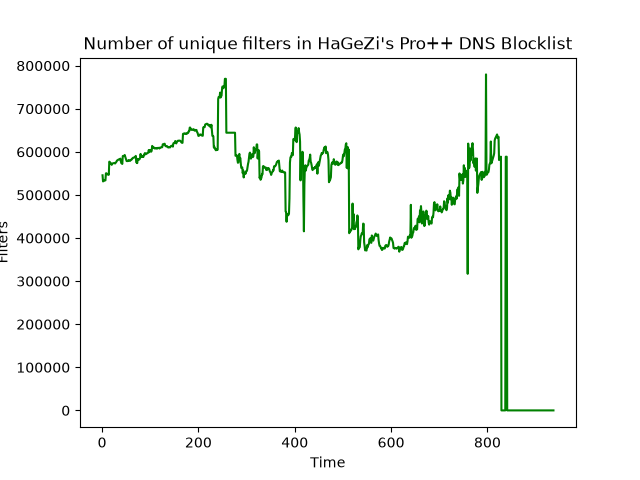 Number of unique filters in HaGeZi's Pro++ DNS Blocklist
800000
700000
600000
500000
400000
300000
200000
100000
0
Filters
0 200 400 600 800
Time